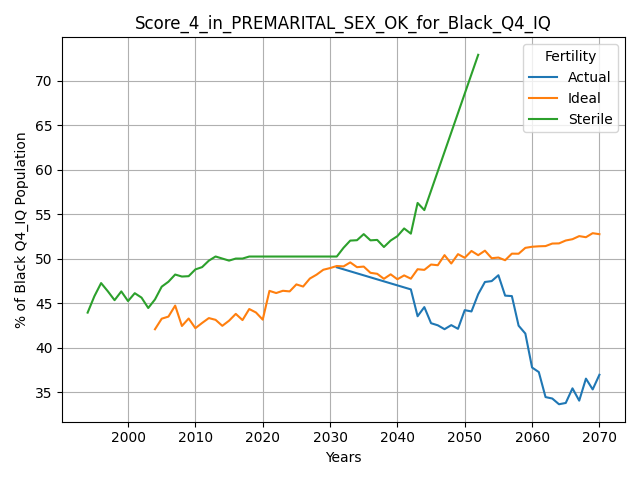 Score_4_in_PREMARITAL_SEX_OK_for_Black_Q4_IQ
Fertility
Actual
Ideal
Sterile
% of Black Q4_IQ Population
70
65
60
55
50
45
40
35
2000
2010
2020
2030
2040
2050
2060
2070
Years